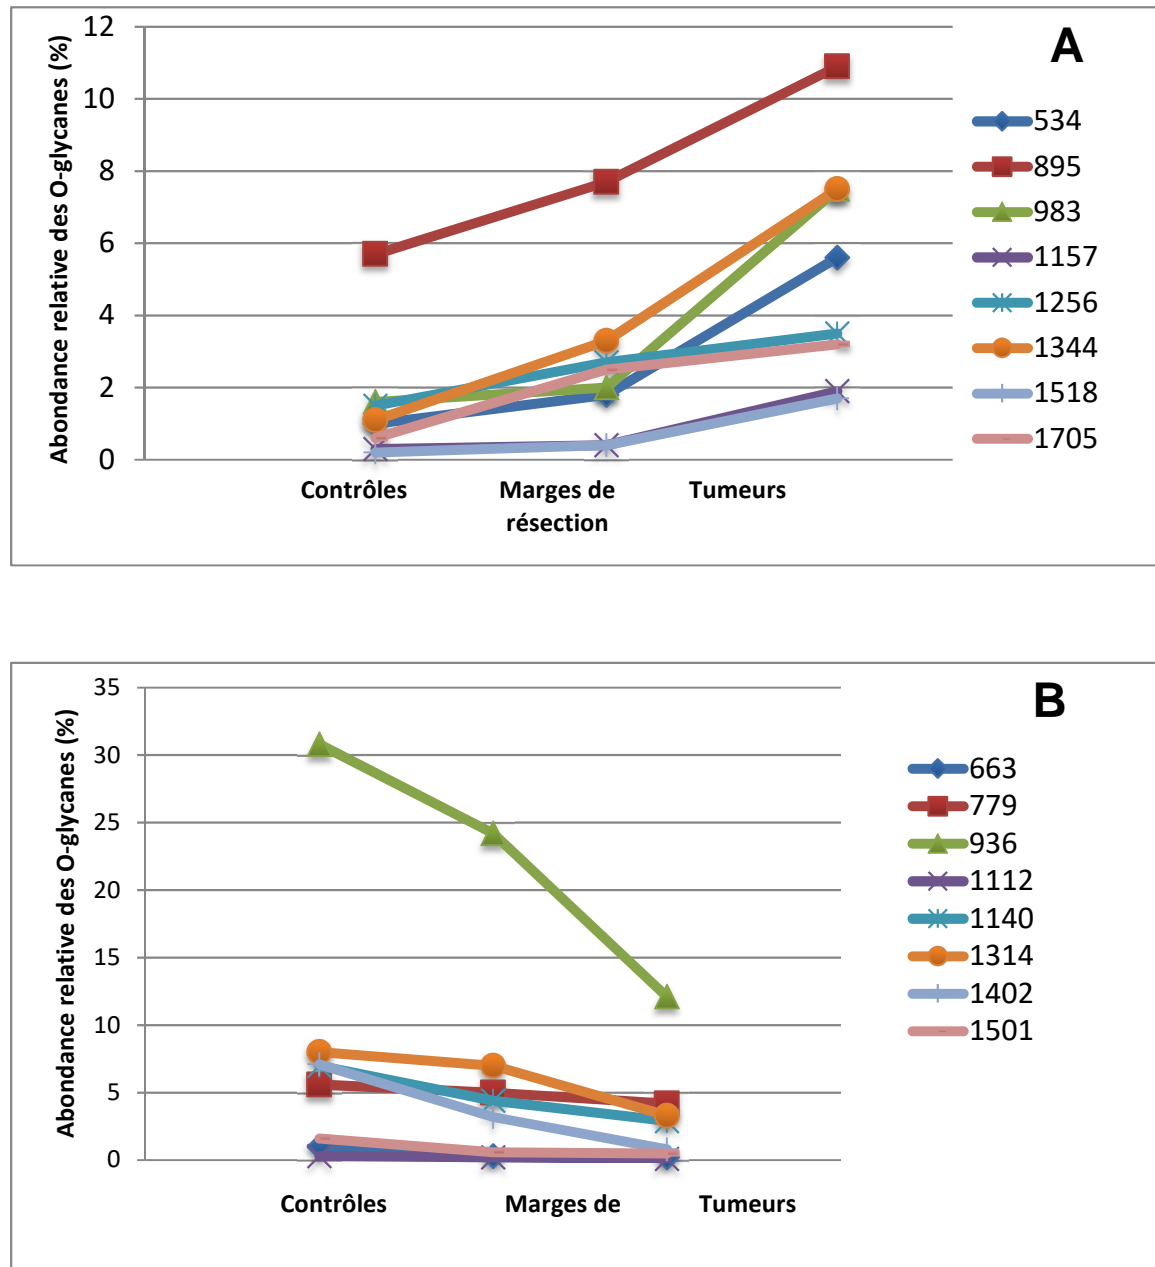 Abondance relative des O-glycanes (%)
12
10
8
6
4
2
0
Contrôles
Marges de
résection
Tumeurs
A
534
895
983
1157
1256
1344
1518
1705
Abondance relative des O-glycanes (%)
35
30
25
20
15
10
5
0
Contrôles
Marges de
Tumeurs
B
663
779
936
1112
1140
1314
1402
1501